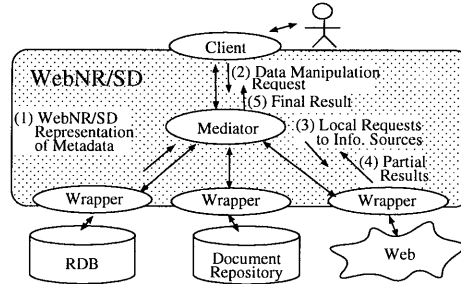 Client
WebNR/SD
(2) Data Manipulation
Request
(5) Final Result
(1) WebNR/SD
Representation
of Metadata
Mediator
(3) Local Requests
to Info. Sources
(4) Partial
Results
Wrapper
Wrapper
Wrapper
RDB
Document
Repository
Web